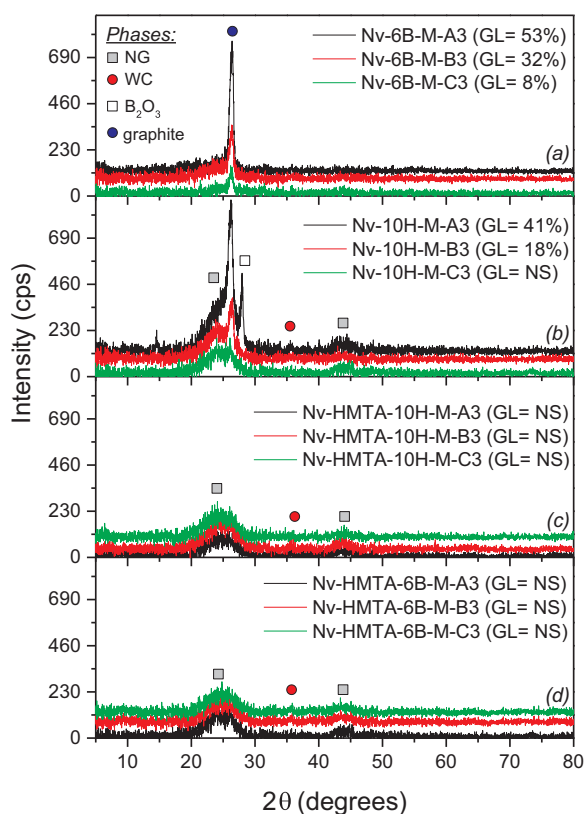 Phases:
NG
WC
B₂O₃
graphite
Nv-6B-M-A3 (GL= 53%)
Nv-6B-M-B3 (GL= 32%)
Nv-6B-M-C3 (GL= 8%)
(a)
690
460
230
0
Nv-10H-M-A3 (GL= 41%)
Nv-10H-M-B3 (GL= 18%)
Nv-10H-M-C3 (GL= NS)
(b)
690
460
230
0
Nv-HMTA-10H-M-A3 (GL= NS)
Nv-HMTA-10H-M-B3 (GL= NS)
Nv-HMTA-10H-M-C3 (GL= NS)
(c)
690
460
230
0
Nv-HMTA-6B-M-A3 (GL= NS)
Nv-HMTA-6B-M-B3 (GL= NS)
Nv-HMTA-6B-M-C3 (GL= NS)
(d)
690
460
230
0
Intensity (cps)
10 20 30 40 50 60 70 80
2θ (degrees)